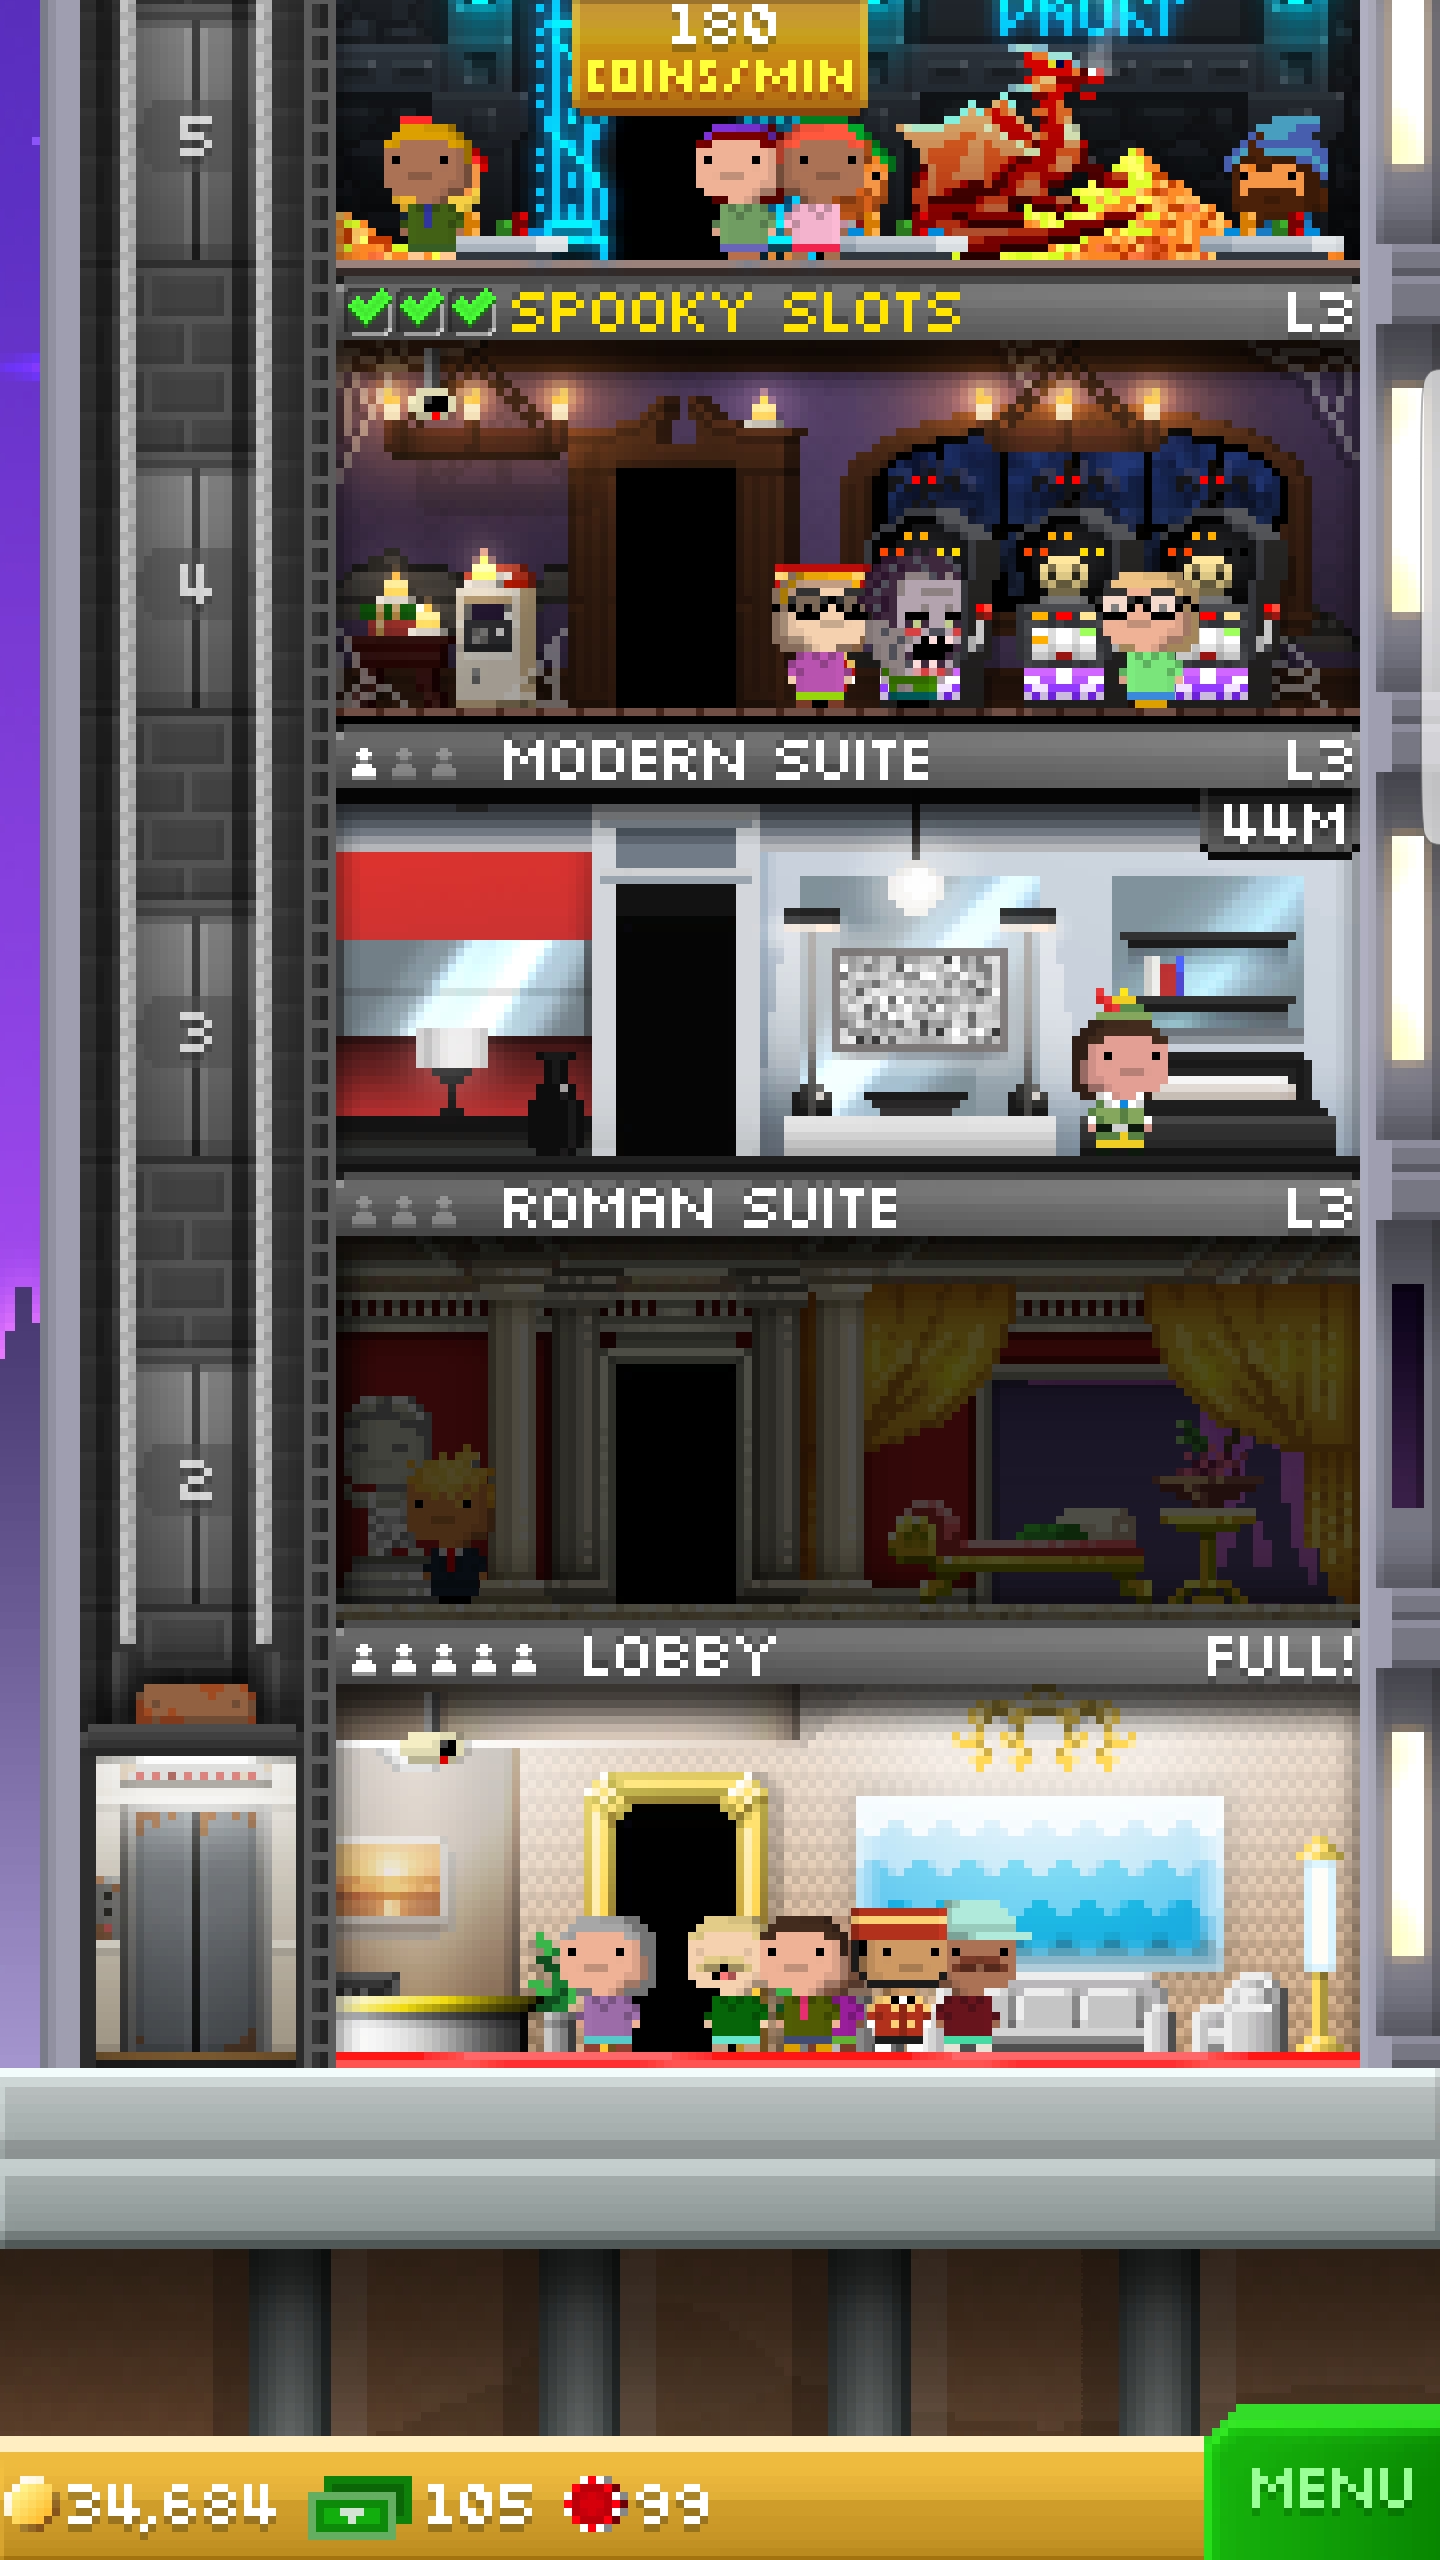 180
COINS/MIN
5
SPOOKY SLOTS L3
4
MODERN SUITE L3
44M
3
ROMAN SUITE L3
2
LOBBY FULL!
34,684 105 99
MENU